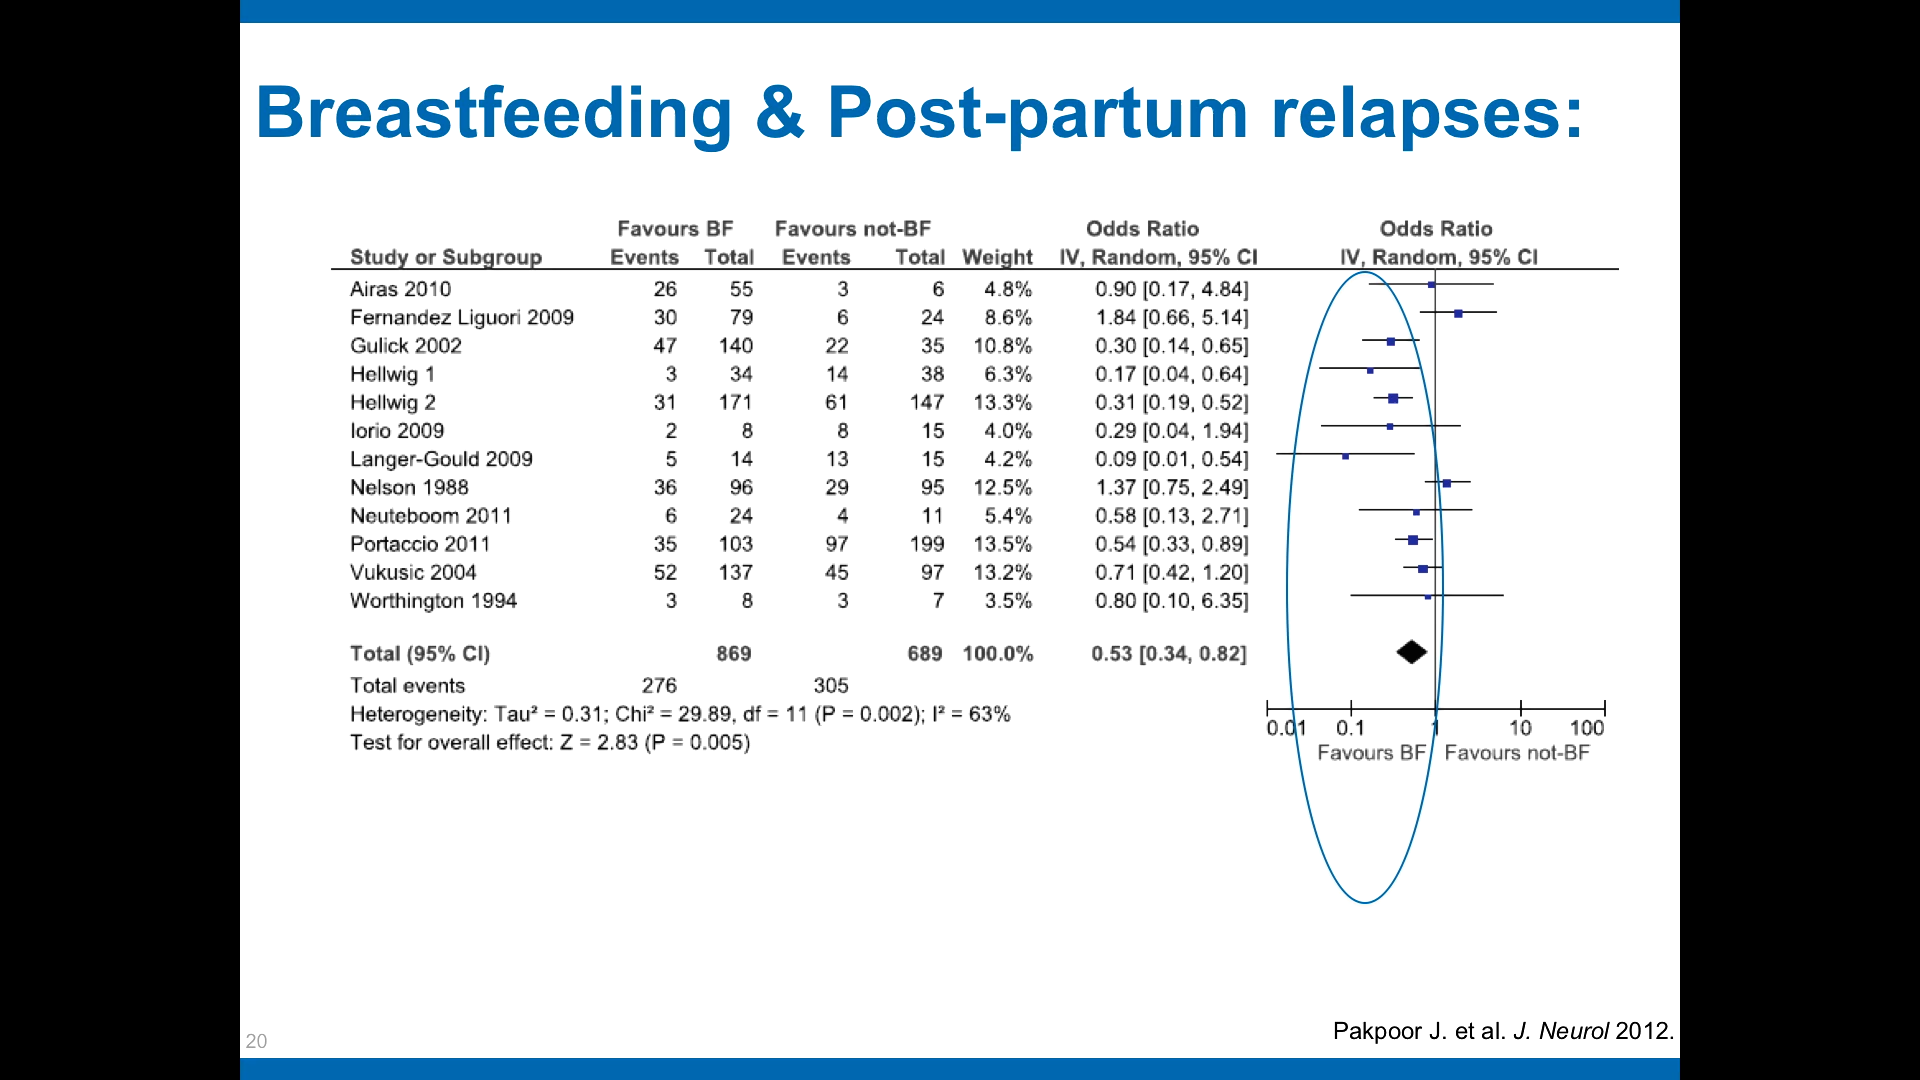 Breastfeeding & Post-partum relapses:
Favours BF Favours not-BF Odds Ratio Odds Ratio
Study or Subgroup Events Total Events Total Weight IV, Random, 95% CI IV, Random, 95% CI
Airas 2010 26 55 3 6 4.8% 0.90 [0.17, 4.84]
Fernandez Liguori 2009 30 79 6 24 8.6% 1.84 [0.66, 5.14]
Gulick 2002 47 140 22 35 10.8% 0.30 [0.14, 0.65]
Hellwig 1 3 34 14 38 6.3% 0.17 [0.04, 0.64]
Hellwig 2 31 171 61 147 13.3% 0.31 [0.19, 0.52]
Iorio 2009 2 8 8 15 4.0% 0.29 [0.04, 1.94]
Langer-Gould 2009 5 14 13 15 4.2% 0.09 [0.01, 0.54]
Nelson 1988 36 96 29 95 12.5% 1.37 [0.75, 2.49]
Neuteboom 2011 6 24 4 11 5.4% 0.58 [0.13, 2.71]
Portaccio 2011 35 103 97 199 13.5% 0.54 [0.33, 0.89]
Vukusic 2004 52 137 45 97 13.2% 0.71 [0.42, 1.20]
Worthington 1994 3 8 3 7 3.5% 0.80 [0.10, 6.35]
Total (95% CI) 869 689 100.0% 0.53 [0.34, 0.82]
Total events 276 305
Heterogeneity: Tau² = 0.31; Chi² = 29.89, df = 11 (P = 0.002); I² = 63%
Test for overall effect: Z = 2.83 (P = 0.005)
0.01 0.1 1 10 100
Favours BF Favours not-BF
Pakpoor J. et al. J. Neurol 2012.
20